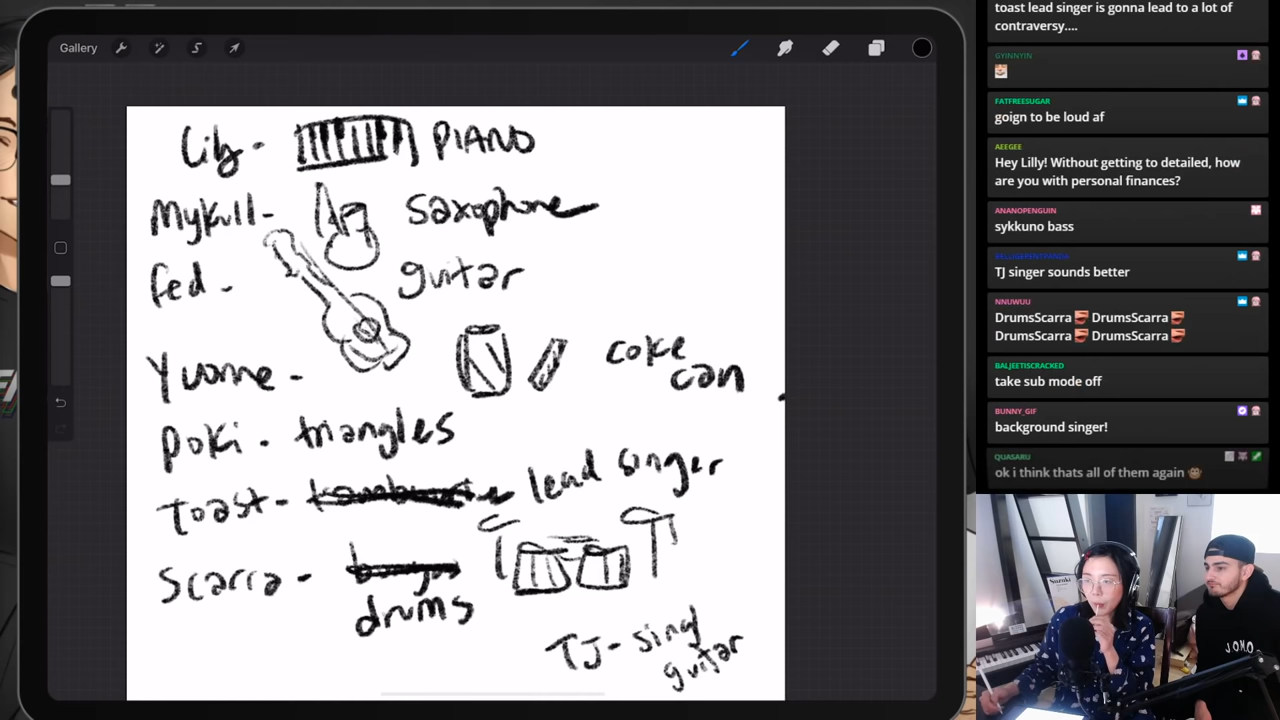 Gallery
Lily - PIANO
Mykull - saxophone
fed - guitar
Yvonne - coke can
poki - triangles
Toast - lead singer
Scarra - drums
TJ - sing guitar
toast lead singer is gonna lead to a lot of
contraversy....
GYINNYIN
FATFREESUGAR
goign to be loud af
AEEGEE
Hey Lilly! Without getting to detailed, how
are you with personal finances?
ANANOPENGUIN
sykkuno bass
TJ singer sounds better
NNUWUU
DrumsScarra DrumsScarra
DrumsScarra DrumsScarra
BALJEETISCRACKED
take sub mode off
BUNNY_GIF
background singer!
QUASARU
ok i think thats all of them again
Suzuki
JOMO